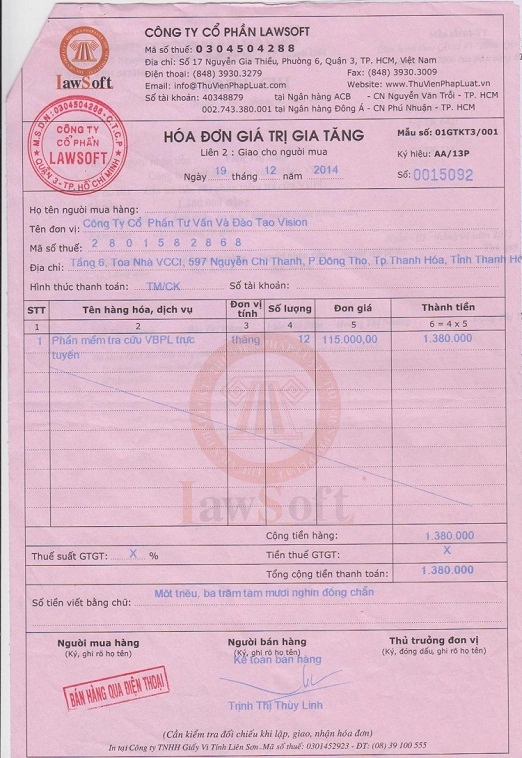 CÔNG TY CỔ PHẦN LAWSOFT
Mã số thuế: 0304504288
Địa chỉ: Số 17 Nguyễn Gia Thiều, Phường 6, Quận 3, TP. HCM, Việt Nam
Điện thoại: (848) 3930.3279 Fax: (848) 3930.3009
Email: info@ThuVienPhapLuat.vn Website: www.ThuVienPhapLuat.vn
Số tài khoản: 40348879 tại Ngân hàng ACB - CN Nguyễn Văn Trỗi - TP. HCM
002.743.380.001 tại Ngân hàng Đông Á - CN Phú Nhuận - TP. HCM
LawSoft
M.S.D.N: 0304504288 - C.T.C.P
CÔNG TY
CỔ PHẦN
LAWSOFT
QUẬN 3 - TP. HỒ CHÍ MINH
HÓA ĐƠN GIÁ TRỊ GIA TĂNG
Liên 2 : Giao cho người mua
Ngày 19 tháng 12 năm 2014
Mẫu số: 01GTKT3/001
Ký hiệu: AA/13P
Số: 0015092
Họ tên người mua hàng:
Tên đơn vị: Công Ty Cổ Phần Tư Vấn Và Đào Tạo Vision
Mã số thuế: 2801582868
Địa chỉ: Tầng 6, Toa Nhà VCCI, 597 Nguyễn Chí Thanh, P.Đông Thọ, Tp.Thanh Hóa, Tỉnh Thanh Hó
Hình thức thanh toán: TM/CK Số tài khoản:
STT Tên hàng hóa, dịch vụ Đơn vị tính Số lượng Đơn giá Thành tiền
1 2 3 4 5 6 = 4 x 5
1 Phần mềm tra cứu VBPL trực tháng 12 115.000,00 1.380.000
tuyến
LawSoft
Cộng tiền hàng: 1.380.000
Thuế suất GTGT: X % Tiền thuế GTGT: X
Tổng cộng tiền thanh toán: 1.380.000
Số tiền viết bằng chữ: Một triệu, ba trăm tam mươi nghìn đồng chẵn
Người mua hàng Người bán hàng Thủ trưởng đơn vị
(Ký, ghi rõ họ tên) (Ký, ghi rõ họ tên) (Ký, đóng dấu, ghi rõ họ tên)
Kế toán bán hàng
BÁN HÀNG QUA ĐIỆN THOẠI
Trịnh Thị Thùy Linh
(Cần kiểm tra đối chiếu khi lập, giao, nhận hóa đơn)
In tại Công ty TNHH Giấy Vi Tính Liên Sơn -Mã số thuế: 0301452923 - ĐT: (08) 39 100 555